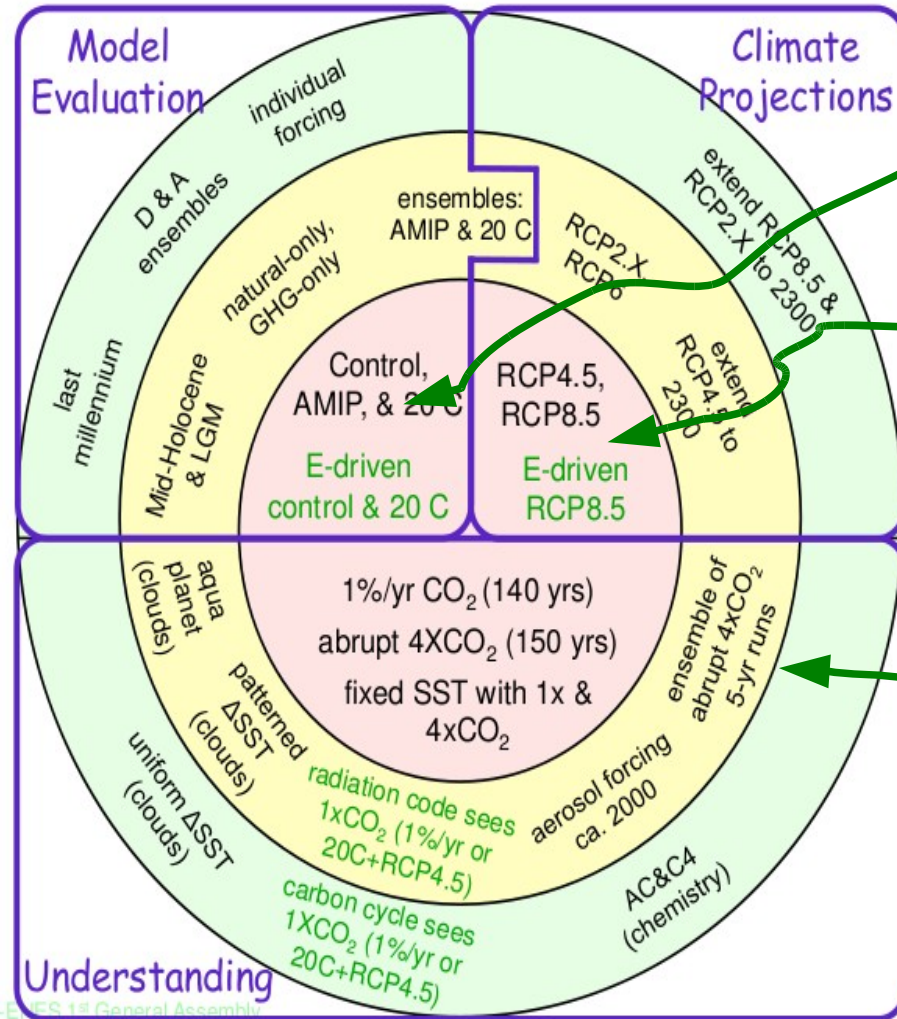 Model
Evaluation
Climate
Projections
individual
forcing
D & A
ensembles
last
millennium
ensembles:
AMIP & 20 C
natural-only,
GHG-only
Mid-Holocene
& LGM
Control,
AMIP, & 20 C
E-driven
control & 20 C
extend RCP8.5 &
RCP2.X to 2300
RCP2.X,
RCP6
extend
RCP4.5 to
2300
RCP4.5,
RCP8.5
E-driven
RCP8.5
1%/yr CO₂ (140 yrs)
abrupt 4XCO₂ (150 yrs)
fixed SST with 1x &
4xCO₂
aqua
planet
(clouds)
patterned
ΔSST
(clouds)
uniform ΔSST
(clouds)
radiation code sees
1xCO₂ (1%/yr or
20C+RCP4.5)
carbon cycle sees
1XCO₂ (1%/yr or
20C+RCP4.5)
ensemble of
abrupt 4xCO₂
5-yr runs
aerosol forcing
ca. 2000
AC&C4
(chemistry)
Understanding
-ENES 1st General Assembly